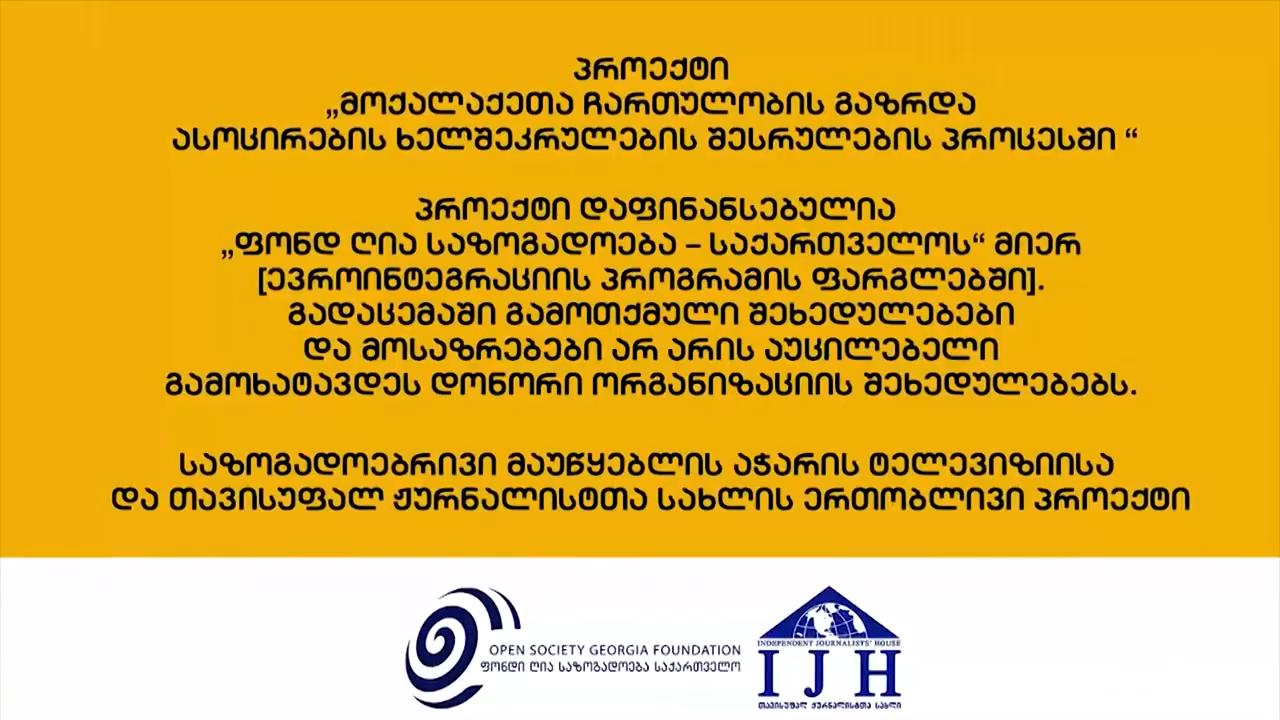 პროექტი
„მოქალაქეთა ჩართულობის გაზრდა
ასოცირების ხელშეკრულების შესრულების პროცესში “
პროექტი დაფინანსებულია
„ფონდ ღია საზოგადოება – საქართველოს“ მიერ
[ევროინტეგრაციის პროგრამის ფარგლებში].
გადაცემაში გამოთქმული შეხედულებები
და მოსაზრებები არ არის აუცილებელი
გამოხატავდეს დონორი ორგანიზაციის შეხედულებებს.
საზოგადოებრივი მაუწყებლის აჭარის ტელევიზიისა
და თავისუფალ ჟურნალისტთა სახლის ერთობლივი პროექტი
OPEN SOCIETY GEORGIA FOUNDATION
ფონდი ღია საზოგადოება საქართველო
INDEPENDENT JOURNALISTS' HOUSE
IJH
თავისუფალ ჟურნალისტთა სახლი